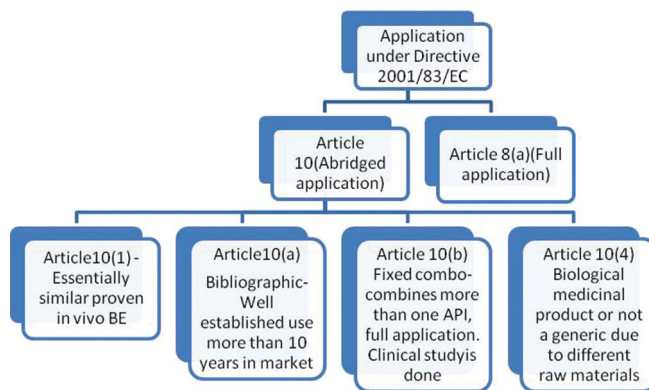 Application
under Directive
2001/83/EC
Article
10(Abridged
application)
Article 8(a)(Full
application)
Article10(1) -
Essentially
similar proven
in vivo BE
Article10(a)
Bibliographic-
Well
established use
more than 10
years in market
Article 10(b)
Fixed combo-
combines more
than one API,
full application.
Clinical studyis
done
Article 10(4)
Biological
medicinal
product or not
a generic due
to different
raw materials